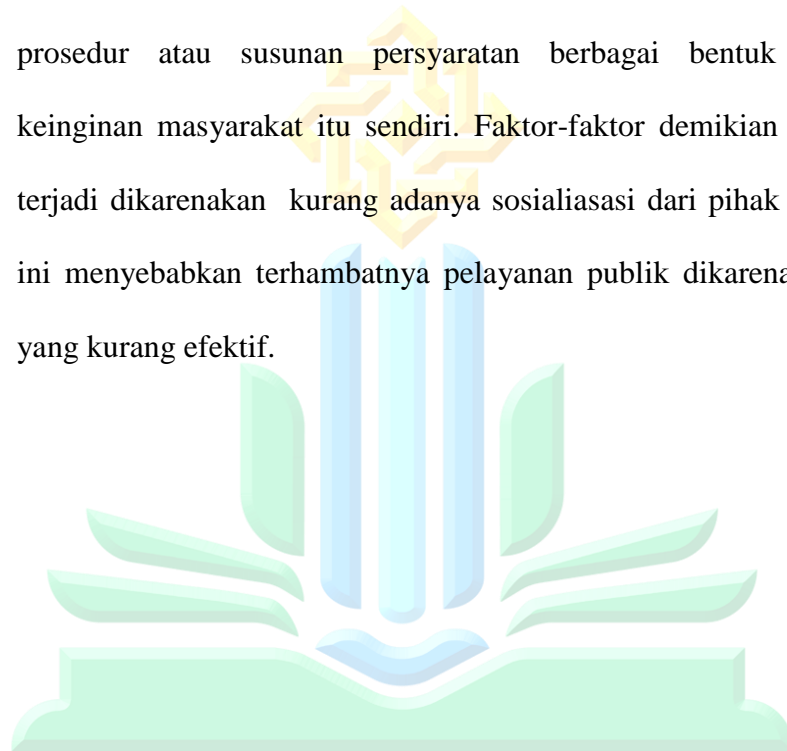 prosedur atau susunan persyaratan berbagai bentuk
keinginan masyarakat itu sendiri. Faktor-faktor demikian
terjadi dikarenakan kurang adanya sosialiasasi dari pihak
ini menyebabkan terhambatnya pelayanan publik
yang kurang efektif.